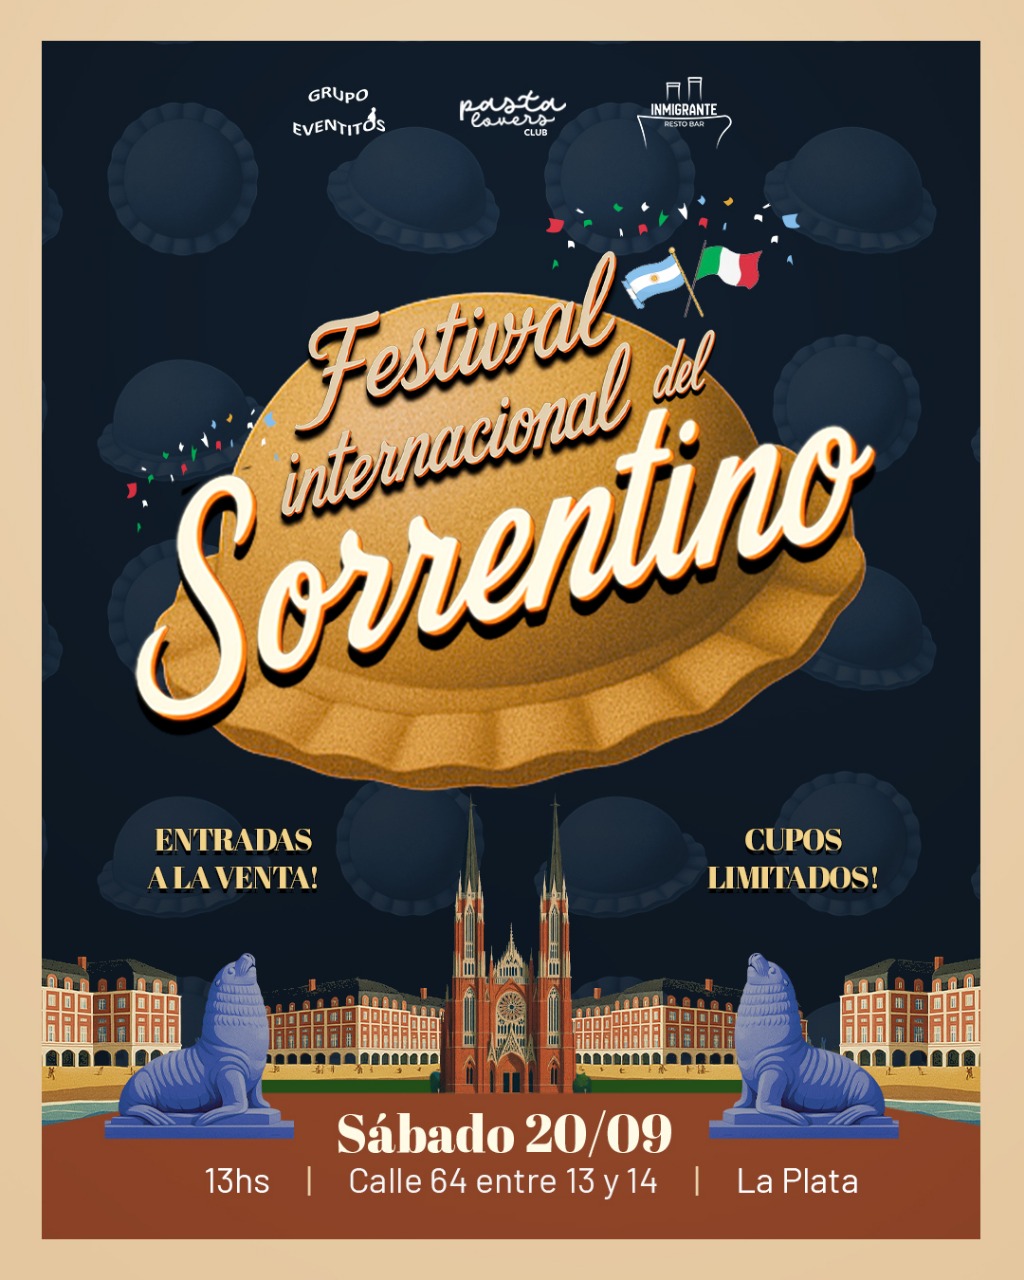 GRUPO
EVENTITOS
pasta
lovers
CLUB
INMIGRANTE
RESTO BAR
Festival
internacional del
Sorrentino
ENTRADAS
A LA VENTA!
CUPOS
LIMITADOS!
Sábado 20/09
13hs | Calle 64 entre 13 y 14 | La Plata